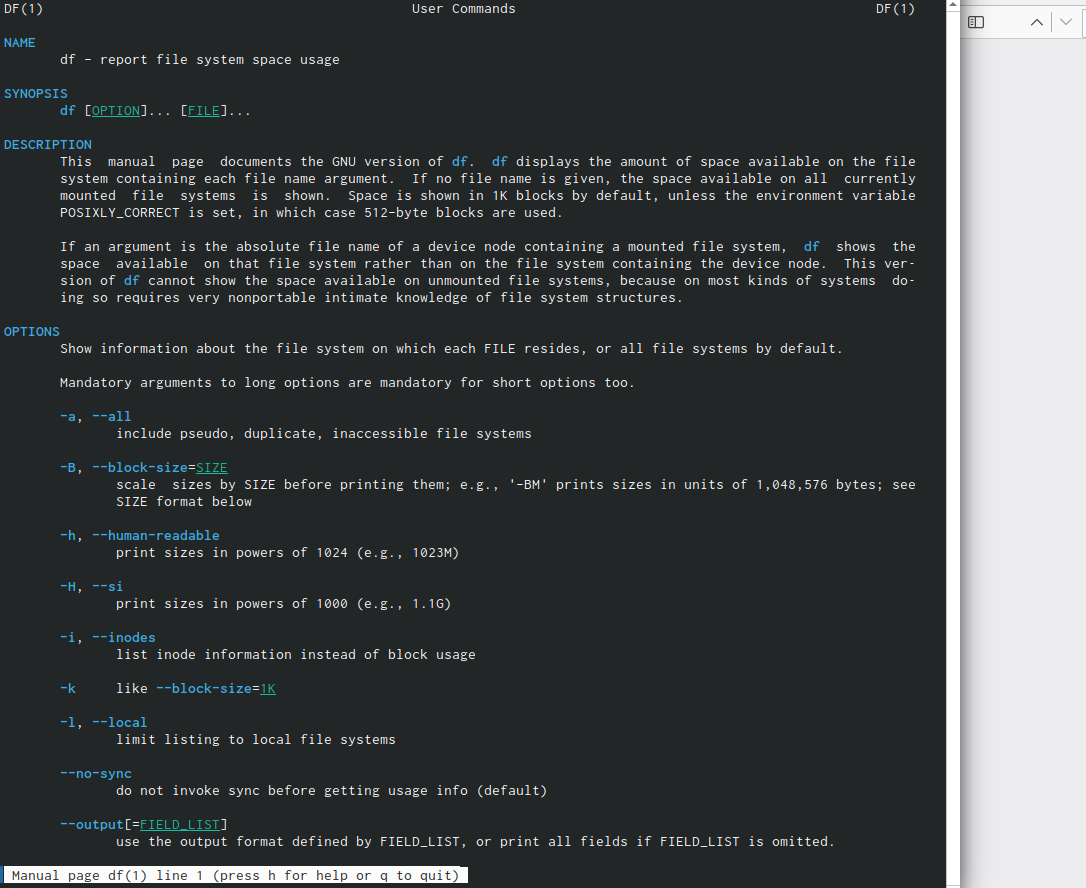 DF(1) User Commands DF(1)
NAME
df - report file system space usage
SYNOPSIS
df [OPTION]... [FILE]...
DESCRIPTION
This manual page documents the GNU version of df. df displays the amount of space available on the file
system containing each file name argument. If no file name is given, the space available on all currently
mounted file systems is shown. Space is shown in 1K blocks by default, unless the environment variable
POSIXLY_CORRECT is set, in which case 512-byte blocks are used.
If an argument is the absolute file name of a device node containing a mounted file system, df shows the
space available on that file system rather than on the file system containing the device node. This ver-
sion of df cannot show the space available on unmounted file systems, because on most kinds of systems do-
ing so requires very nonportable intimate knowledge of file system structures.
OPTIONS
Show information about the file system on which each FILE resides, or all file systems by default.
Mandatory arguments to long options are mandatory for short options too.
-a, --all
include pseudo, duplicate, inaccessible file systems
-B, --block-size=SIZE
scale sizes by SIZE before printing them; e.g., '-BM' prints sizes in units of 1,048,576 bytes; see
SIZE format below
-h, --human-readable
print sizes in powers of 1024 (e.g., 1023M)
-H, --si
print sizes in powers of 1000 (e.g., 1.1G)
-i, --inodes
list inode information instead of block usage
-k like --block-size=1K
-l, --local
limit listing to local file systems
--no-sync
do not invoke sync before getting usage info (default)
--output[=FIELD_LIST]
use the output format defined by FIELD_LIST, or print all fields if FIELD_LIST is omitted.
Manual page df(1) line 1 (press h for help or q to quit)